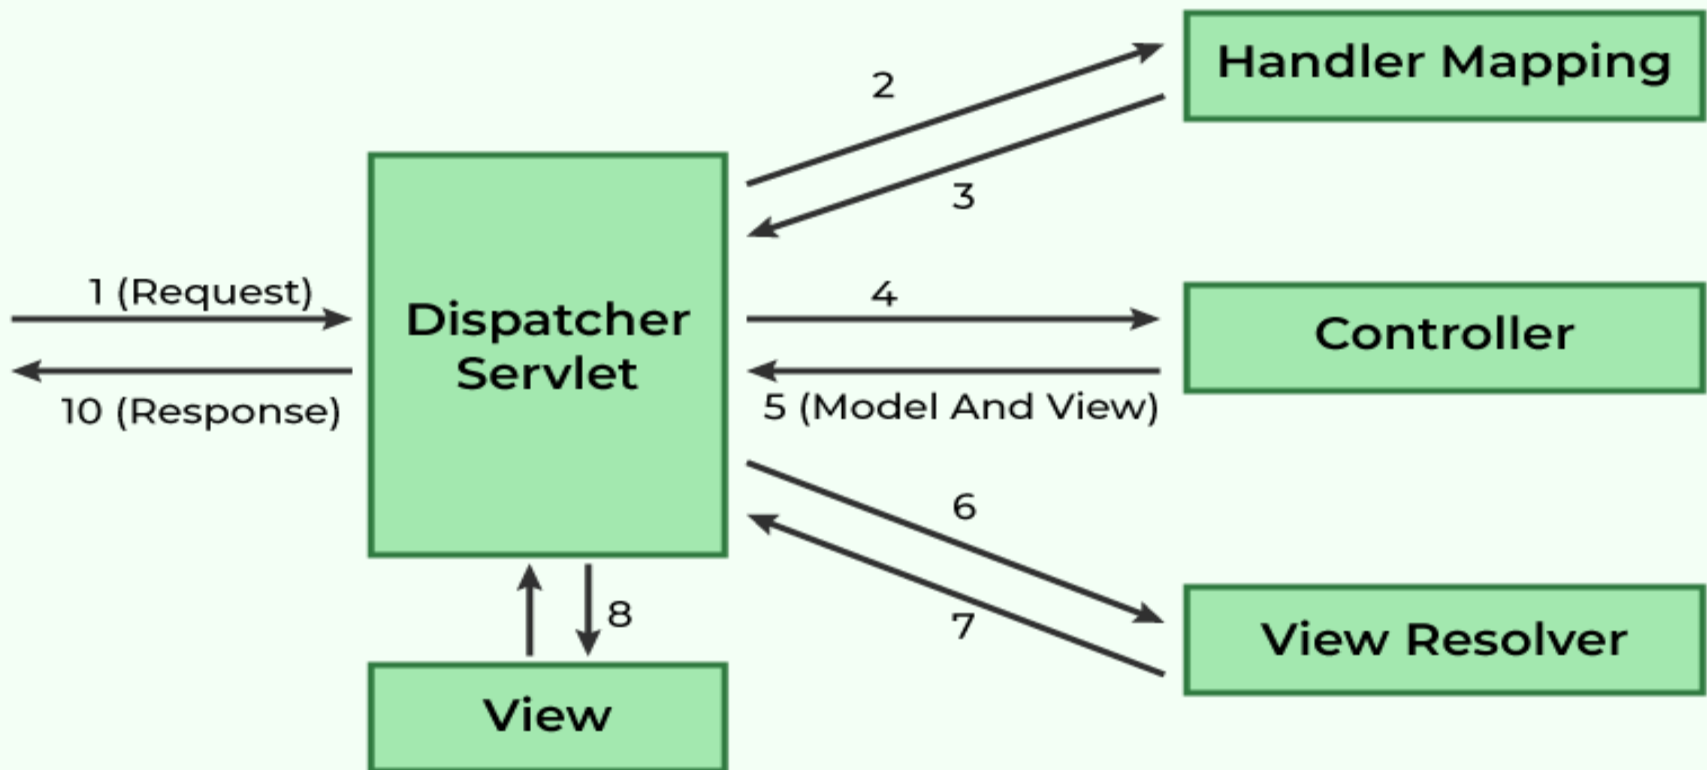 2
Handler Mapping
3
1 (Request)
Dispatcher
Servlet
4
Controller
10 (Response)
5 (Model And View)
6
7
View Resolver
8
View